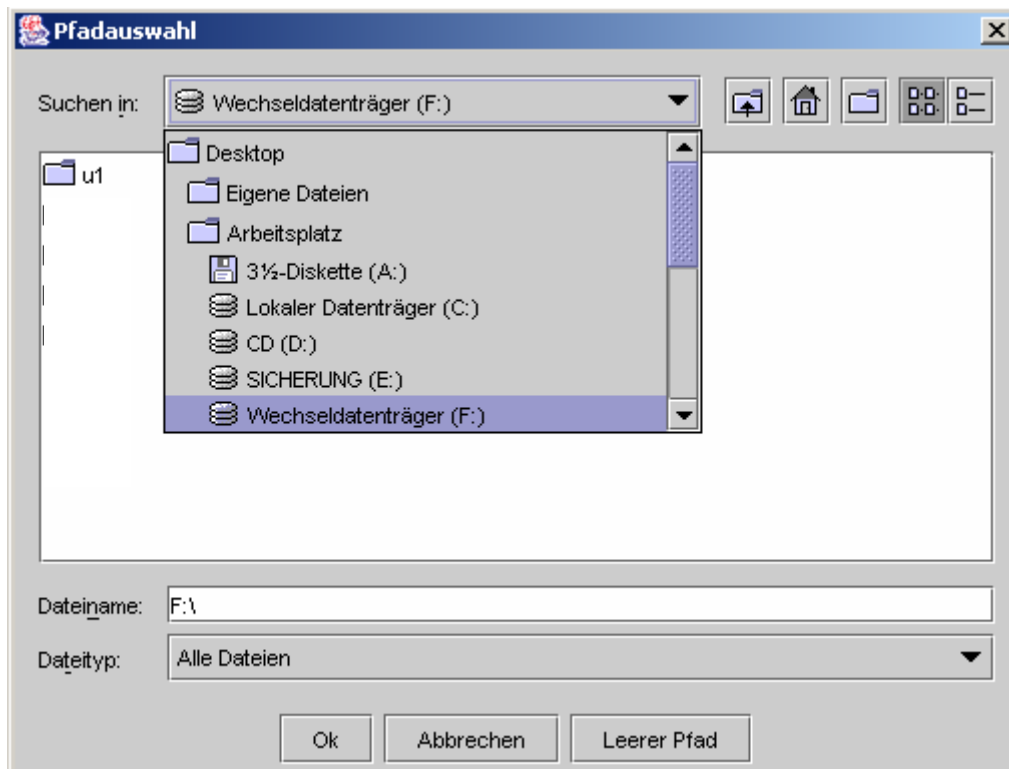 Pfadauswahl
Suchen in: Wechseldatenträger (F:)
Desktop
u1
Eigene Dateien
Arbeitsplatz
3½-Diskette (A:)
Lokaler Datenträger (C:)
CD (D:)
SICHERUNG (E:)
Wechseldatenträger (F:)
Dateiname: F:\
Dateityp: Alle Dateien
Ok Abbrechen Leerer Pfad